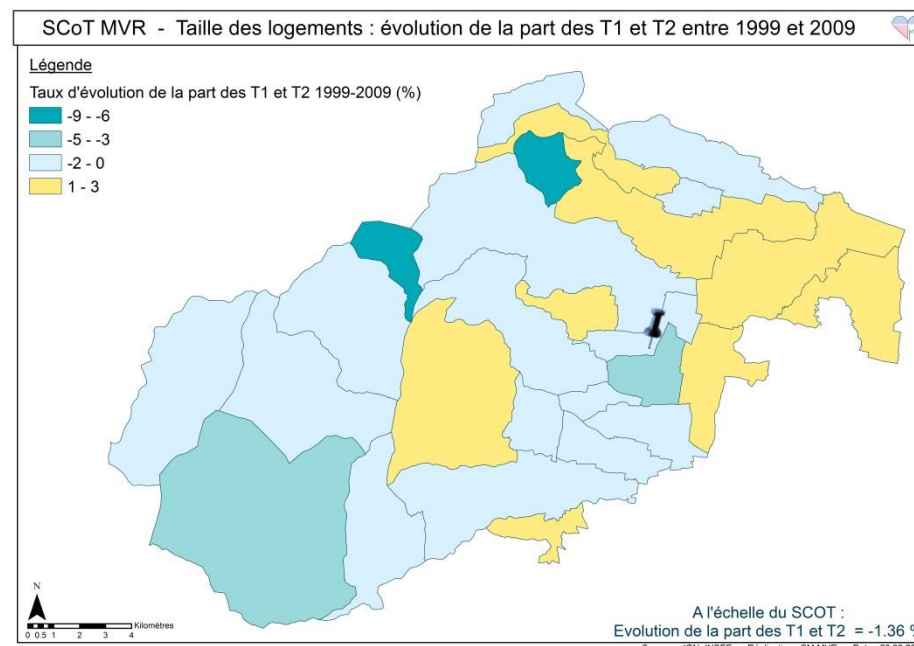 SCoT MVR - Taille des logements : évolution de la part des T1 et T2 entre 1999 et 2009
Légende
Taux d'évolution de la part des T1 et T2 1999-2009 (%)
-9 - -6
-5 - -3
-2 - 0
1 - 3
N
0 0.5 1 2 3 4 Kilomètres
A l'échelle du SCOT :
Evolution de la part des T1 et T2 = -1.36 %